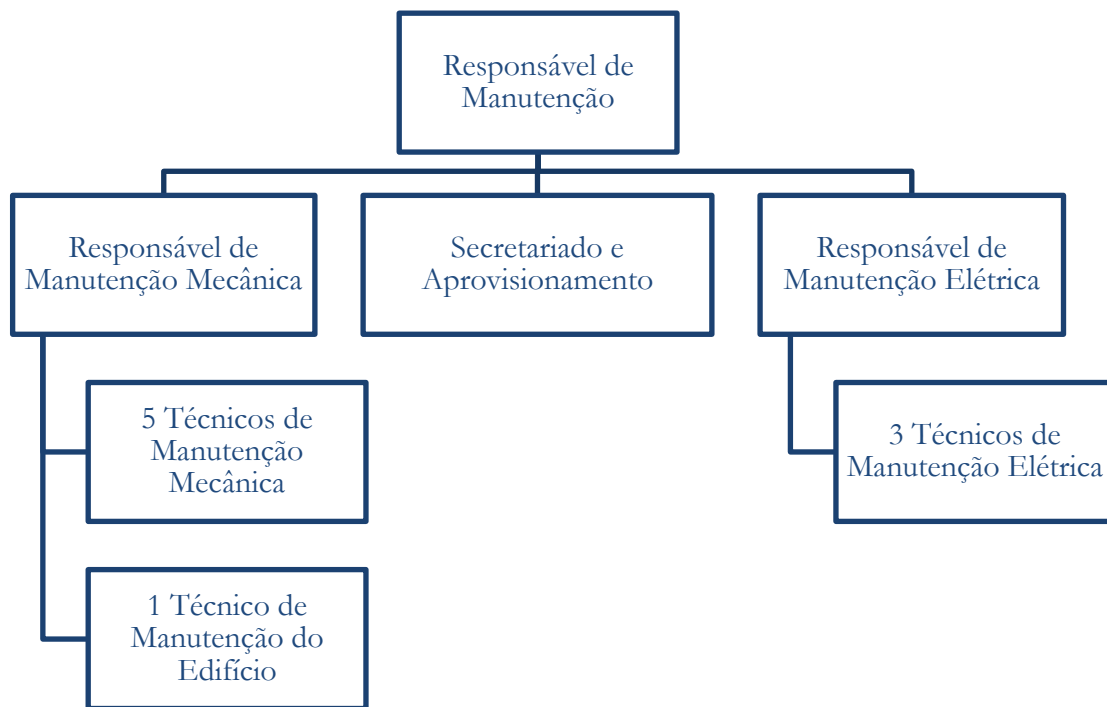 Responsável de
Manutenção
Responsável de
Manutenção Mecânica
Secretariado e
Aprovisionamento
Responsável de
Manutenção Elétrica
5 Técnicos de
Manutenção
Mecânica
3 Técnicos de
Manutenção Elétrica
1 Técnico de
Manutenção do
Edifício